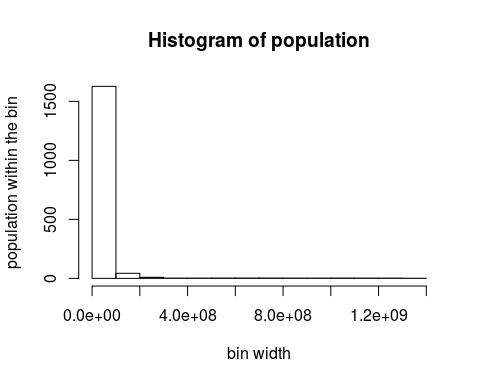 Histogram of population
population within the bin
1500
1000
500
0
0.0e+00 4.0e+08 8.0e+08 1.2e+09
bin width